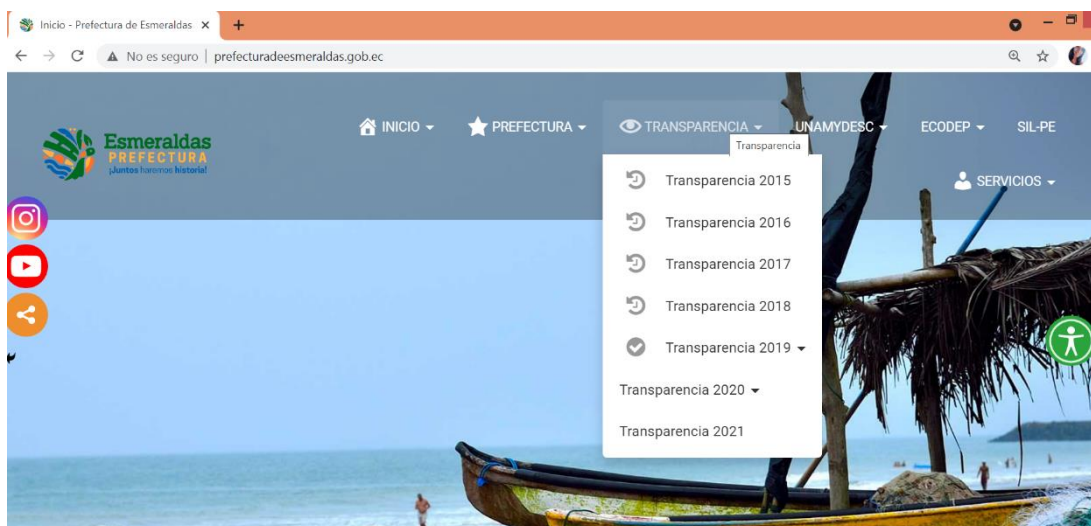 Inicio - Prefectura de Esmeraldas
No es seguro | prefecturadeesmeraldas.gob.ec
Esmeraldas
PREFECTURA
¡Juntos haremos historia!
INICIO
PREFECTURA
TRANSPARENCIA
UNAMYDESC
ECODEP
SIL-PE
Transparencia
SERVICIOS
Transparencia 2015
Transparencia 2016
Transparencia 2017
Transparencia 2018
Transparencia 2019
Transparencia 2020
Transparencia 2021